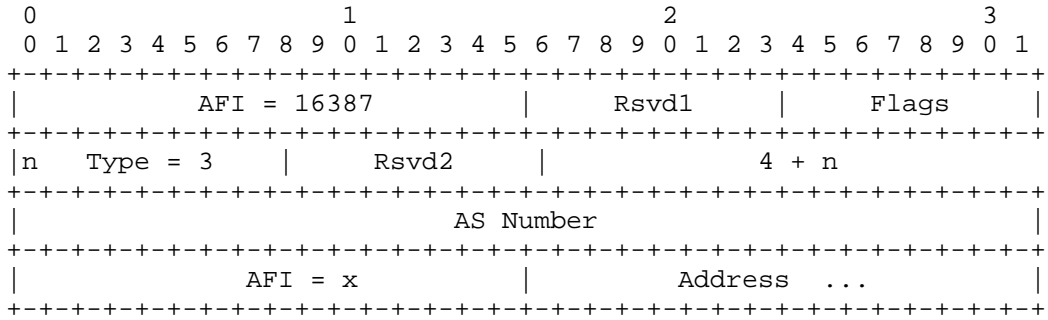 0                   1                   2                   3
 0 1 2 3 4 5 6 7 8 9 0 1 2 3 4 5 6 7 8 9 0 1 2 3 4 5 6 7 8 9 0 1
+-+-+-+-+-+-+-+-+-+-+-+-+-+-+-+-+-+-+-+-+-+-+-+-+-+-+-+-+-+-+-+-+
|           AFI = 16387           |     Rsvd1     |     Flags     |
+-+-+-+-+-+-+-+-+-+-+-+-+-+-+-+-+-+-+-+-+-+-+-+-+-+-+-+-+-+-+-+-+
|n   Type = 3    |     Rsvd2     |             4 + n              |
+-+-+-+-+-+-+-+-+-+-+-+-+-+-+-+-+-+-+-+-+-+-+-+-+-+-+-+-+-+-+-+-+
|                           AS Number                             |
+-+-+-+-+-+-+-+-+-+-+-+-+-+-+-+-+-+-+-+-+-+-+-+-+-+-+-+-+-+-+-+-+
|              AFI = x            |         Address  ...          |
+-+-+-+-+-+-+-+-+-+-+-+-+-+-+-+-+-+-+-+-+-+-+-+-+-+-+-+-+-+-+-+-+